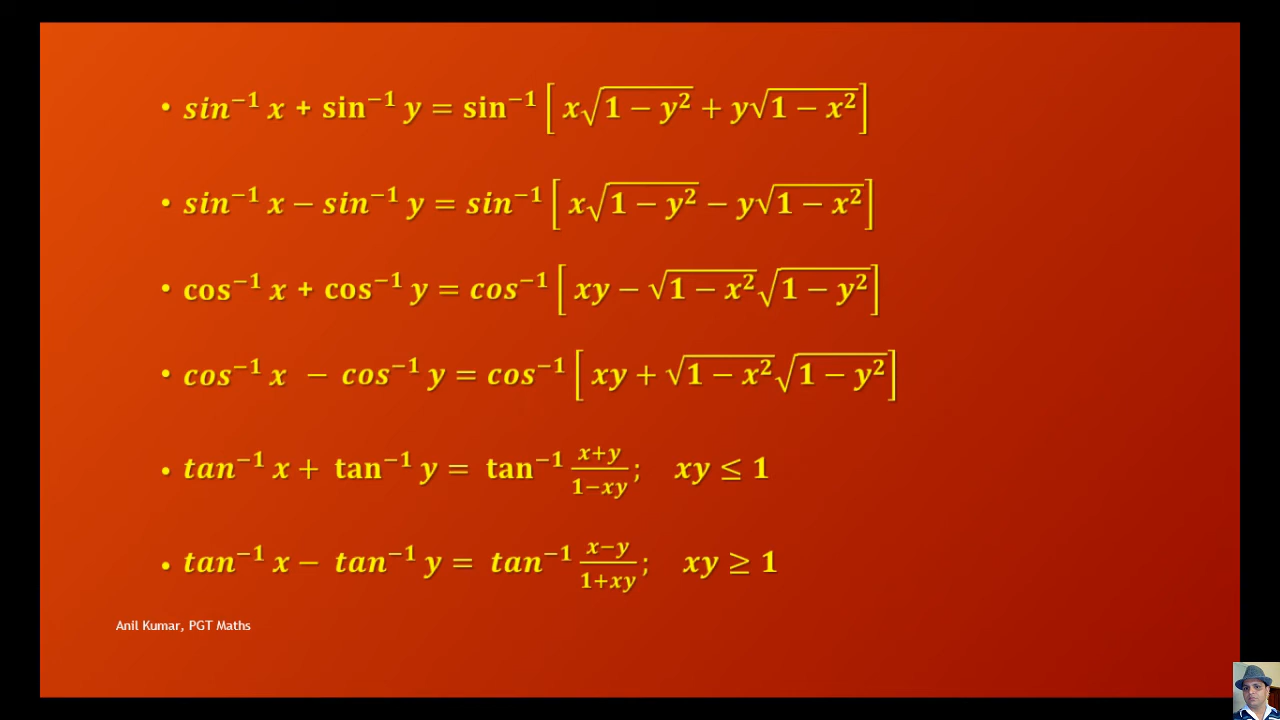 • sin⁻¹ x + sin⁻¹ y = sin⁻¹ [ x√(1 − y²) + y√(1 − x²) ]
• sin⁻¹ x − sin⁻¹ y = sin⁻¹ [ x√(1 − y²) − y√(1 − x²) ]
• cos⁻¹ x + cos⁻¹ y = cos⁻¹ [ xy − √(1 − x²)√(1 − y²) ]
• cos⁻¹ x − cos⁻¹ y = cos⁻¹ [ xy + √(1 − x²)√(1 − y²) ]
• tan⁻¹ x + tan⁻¹ y = tan⁻¹ (x+y)/(1−xy) ; xy ≤ 1
• tan⁻¹ x − tan⁻¹ y = tan⁻¹ (x−y)/(1+xy) ; xy ≥ 1
Anil Kumar, PGT Maths